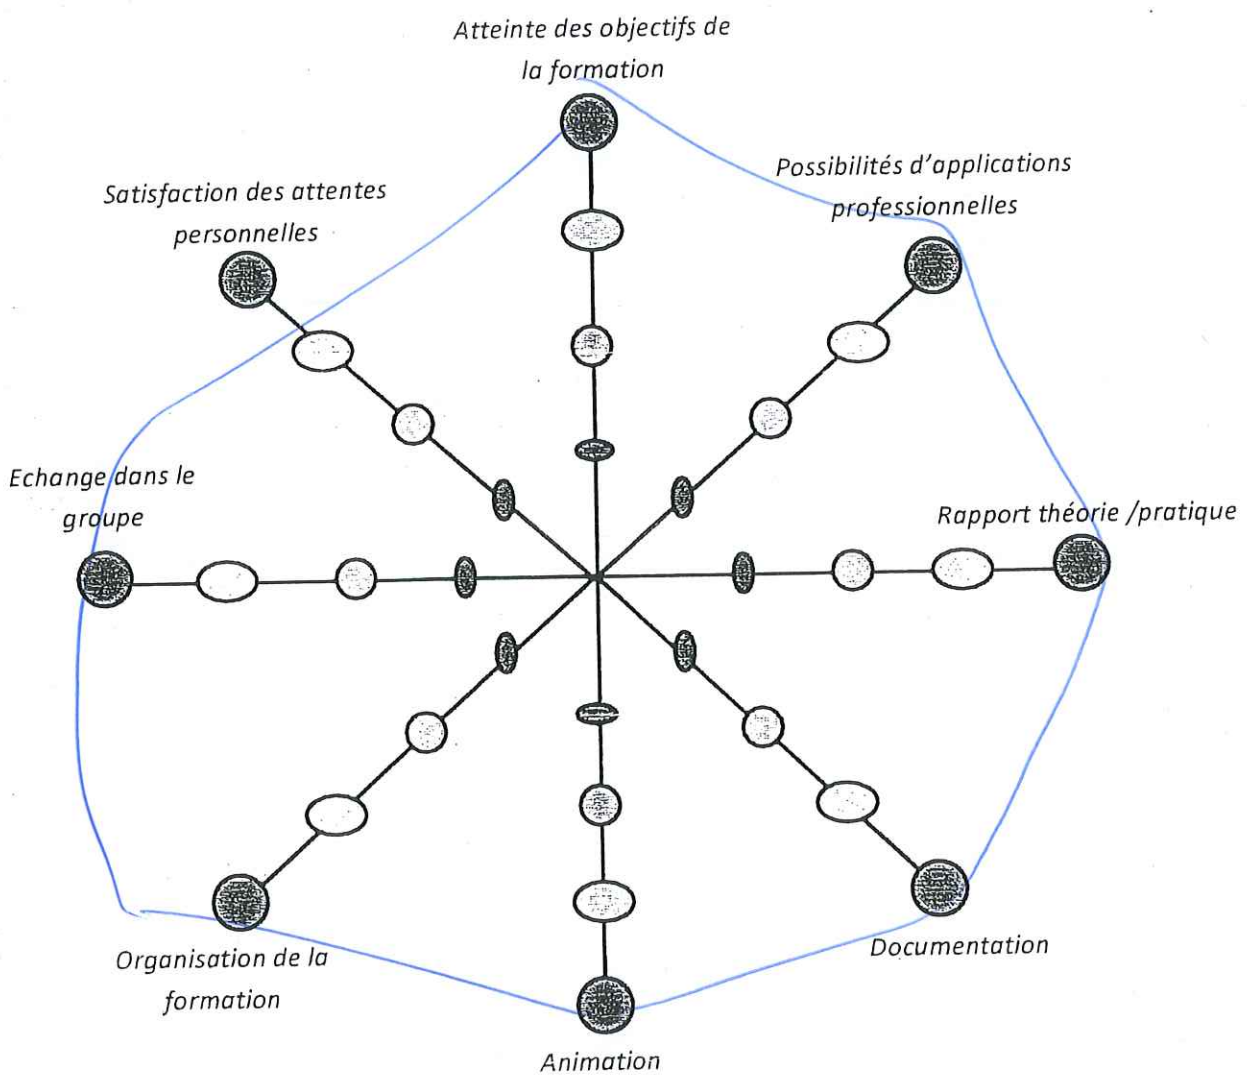 Atteinte des objectifs de
la formation
Possibilités d'applications
professionnelles
Satisfaction des attentes
personnelles
Echange dans le
groupe
Rapport théorie /pratique
Organisation de la
formation
Documentation
Animation